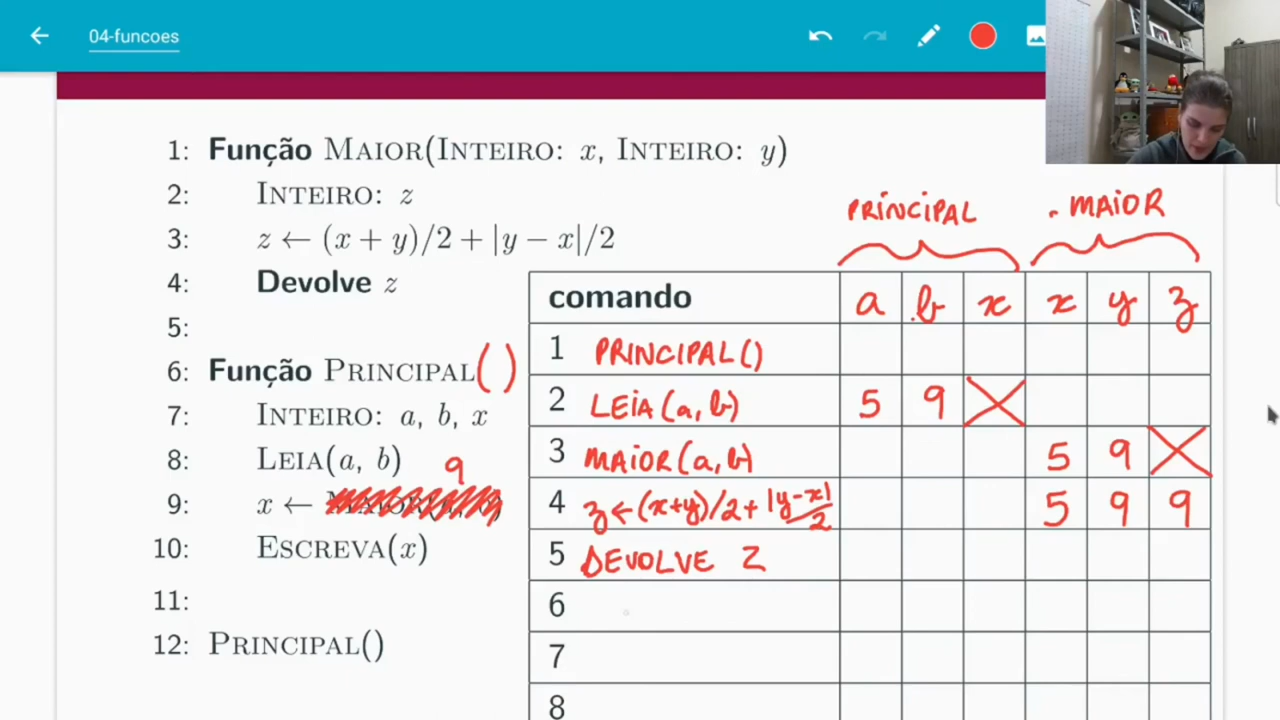 04-funcoes
1: Função MAIOR(INTEIRO: x, INTEIRO: y)
2: INTEIRO: z
3: z ← (x + y)/2 + |y − x|/2
4: Devolve z
5:
6: Função PRINCIPAL()
7: INTEIRO: a, b, x
8: LEIA(a, b)
9
9: x ←
10: ESCREVA(x)
11:
12: PRINCIPAL()
PRINCIPAL MAIOR
comando a b x x y z
1 PRINCIPAL()
2 LEIA(a, b) 5 9
3 MAIOR(a, b) 5 9
4 z←(x+y)/2+|y-x|/2 5 9 9
5 DEVOLVE Z
6
7
8